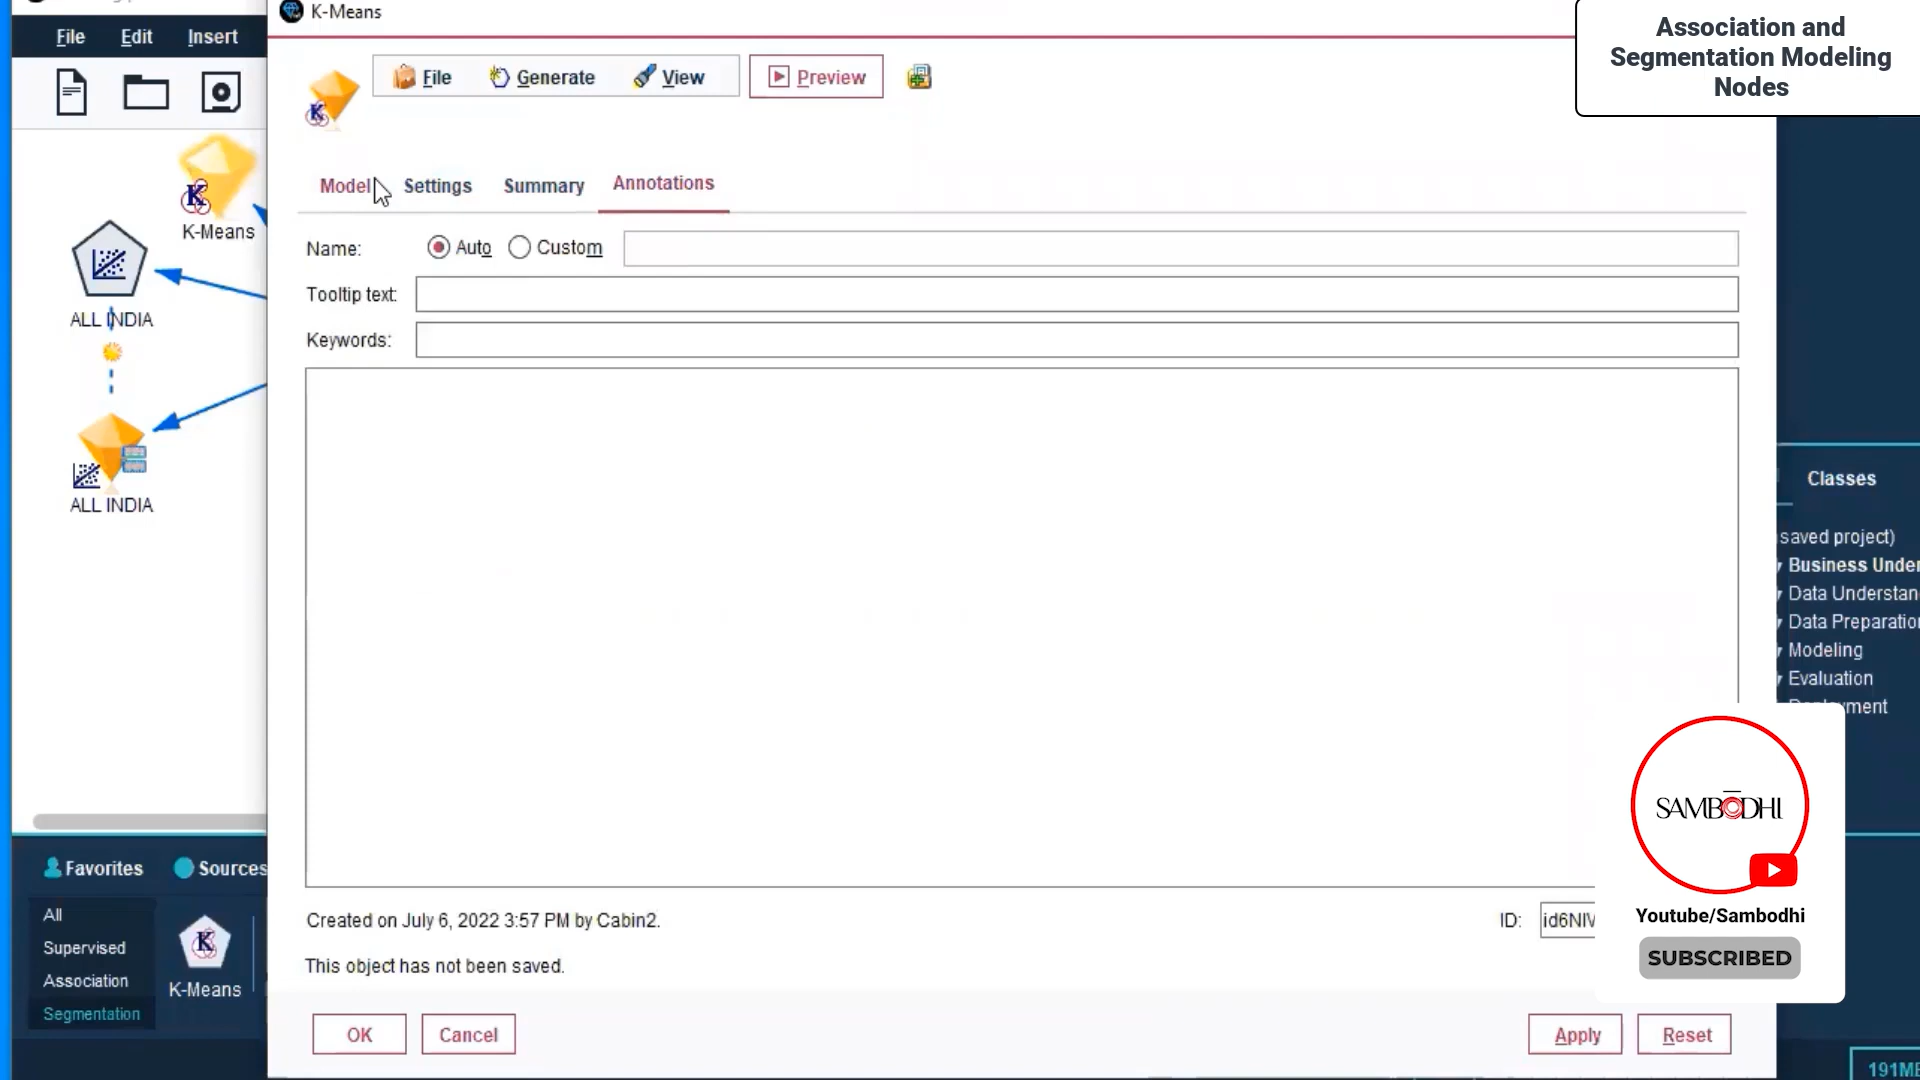 K-Means
Association and
Segmentation Modeling
Nodes
File Edit Insert
File Generate View Preview
Model Settings Summary Annotations
K-Means
Name: Auto Custom
Tooltip text:
Keywords:
ALL INDIA
ALL INDIA
Classes
saved project)
Business Under
Data Understan
Data Preparatio
Modeling
Evaluation
SAMBODHI
Youtube/Sambodhi
SUBSCRIBED
Favorites Sources
All
Supervised
Association
Segmentation
K-Means
Created on July 6, 2022 3:57 PM by Cabin2.
ID: id6NIV
This object has not been saved.
OK Cancel Apply Reset